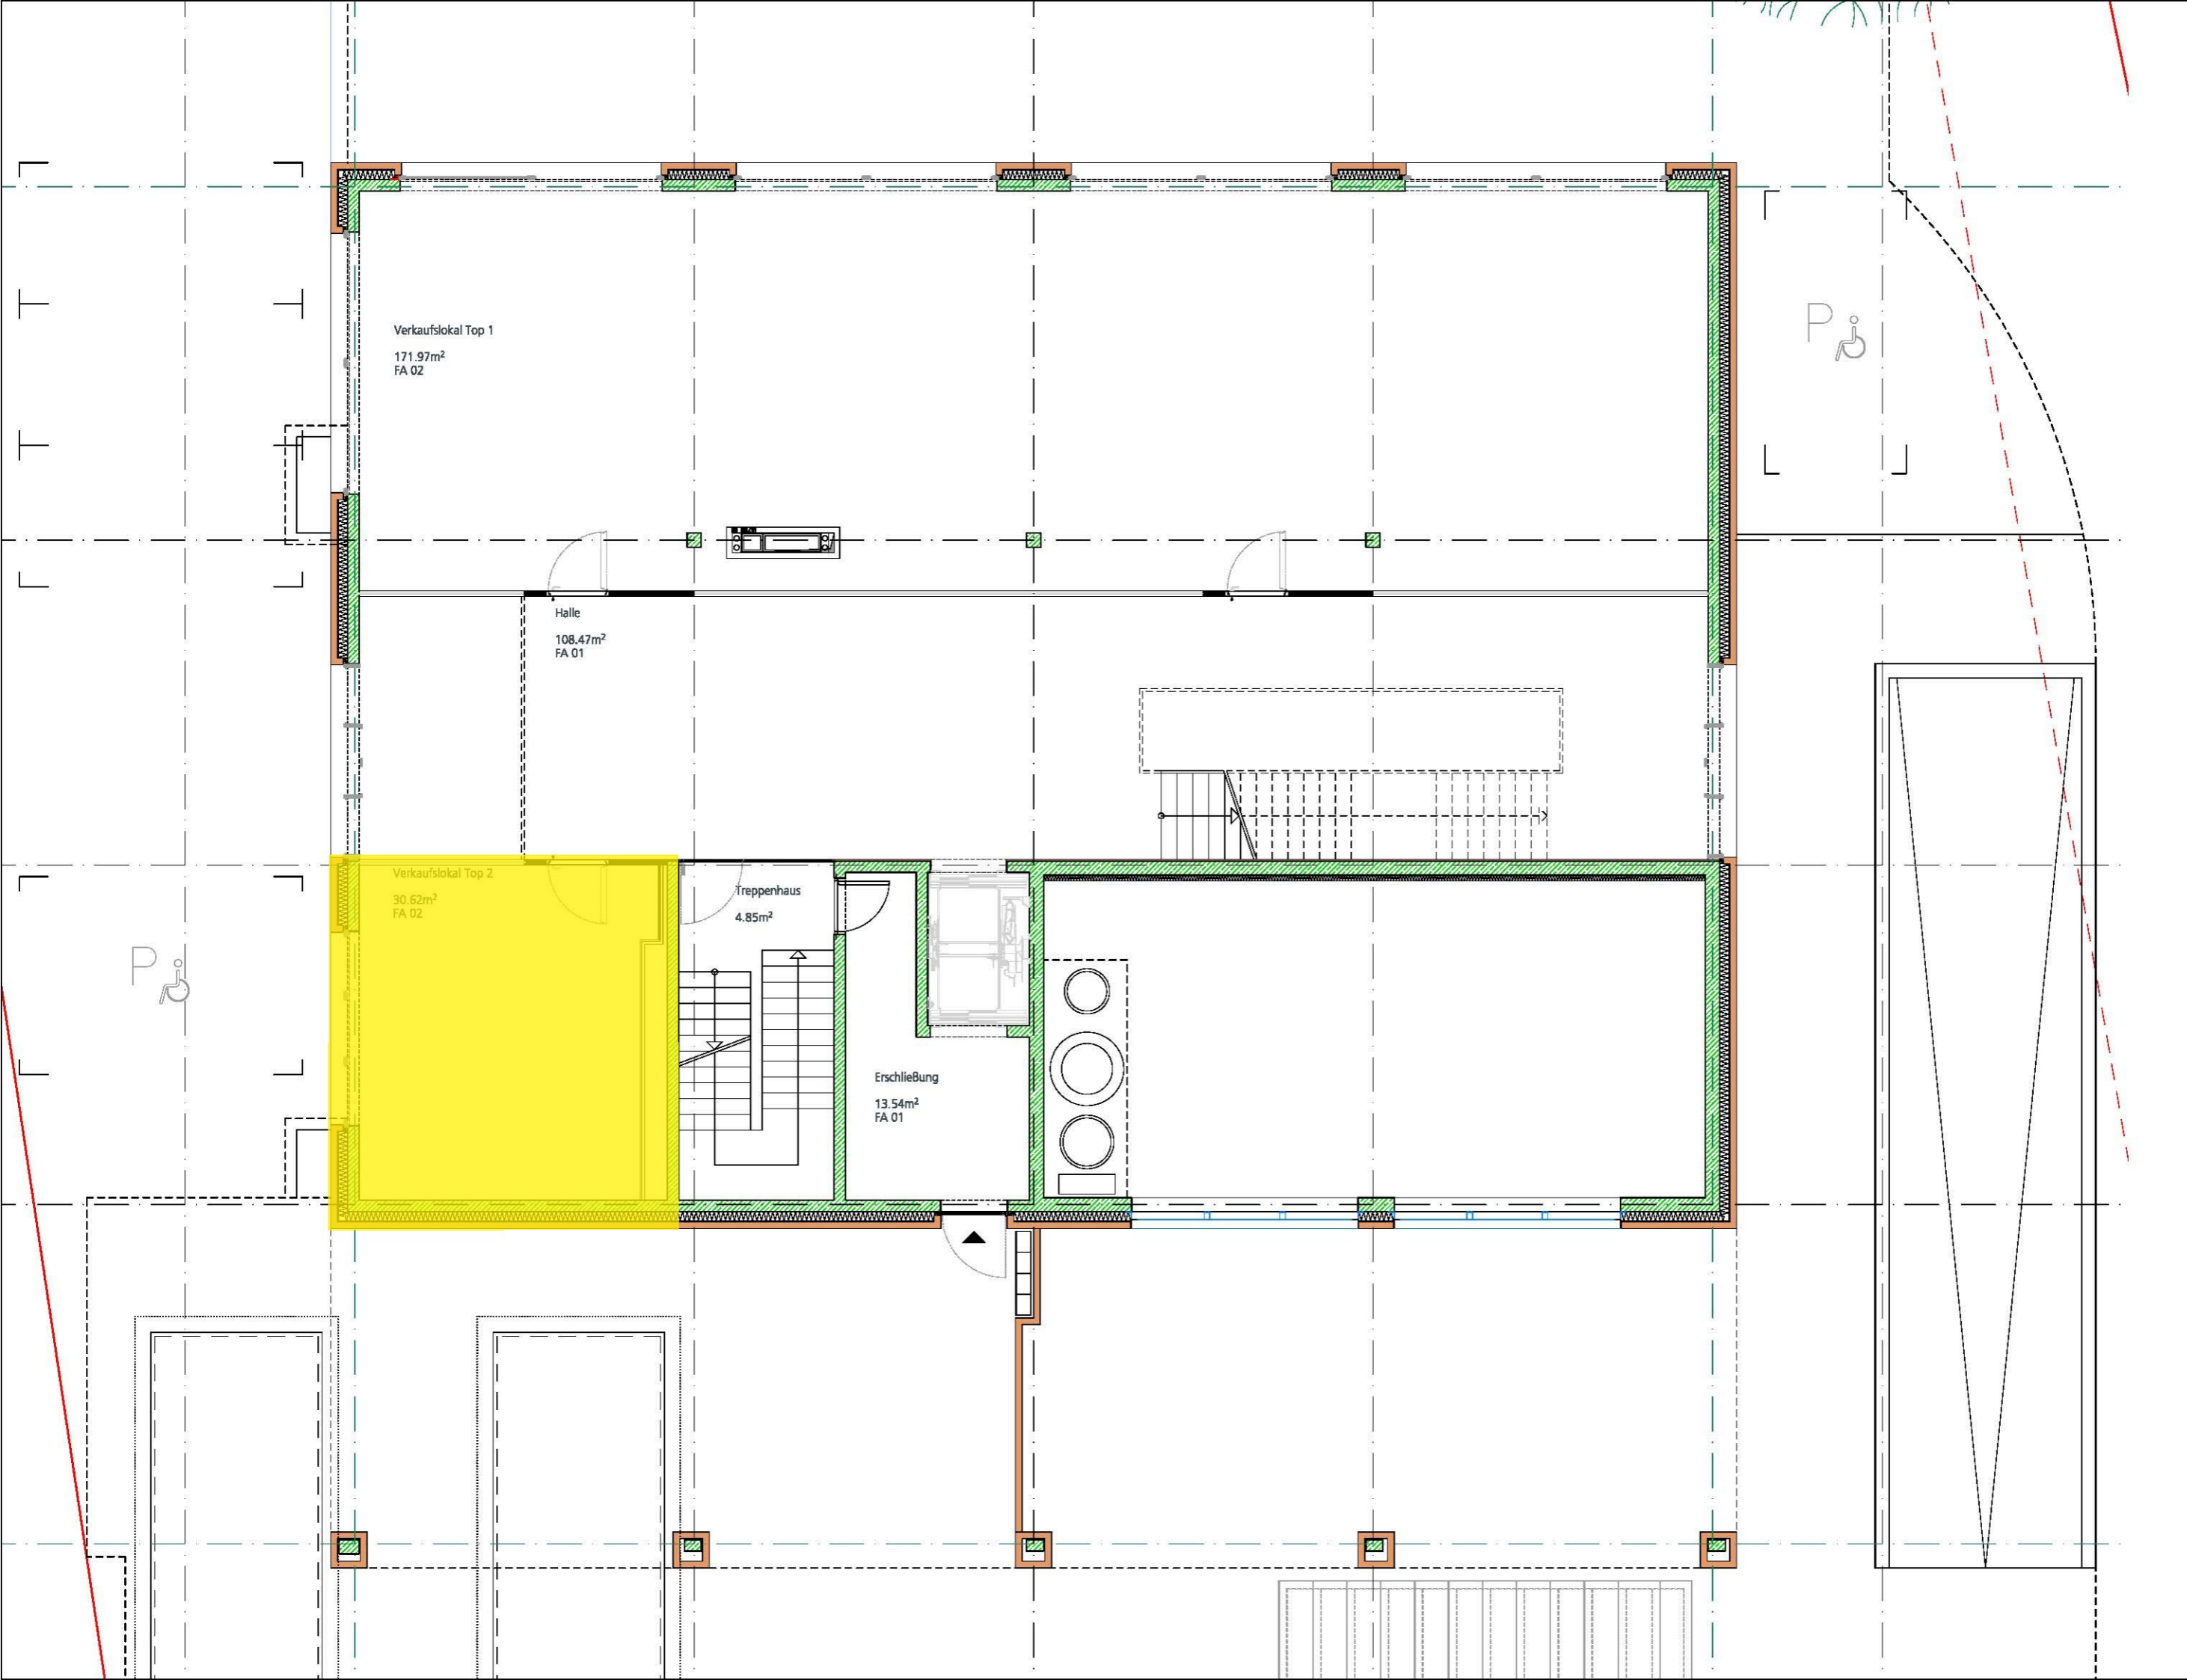 Verkaufslokal Top 1
171.97m²
FA 02
P
Halle
108.47m²
FA 01
Verkaufslokal Top 2
30.62m²
FA 02
Treppenhaus
4.85m²
P
Erschließung
13.54m²
FA 01